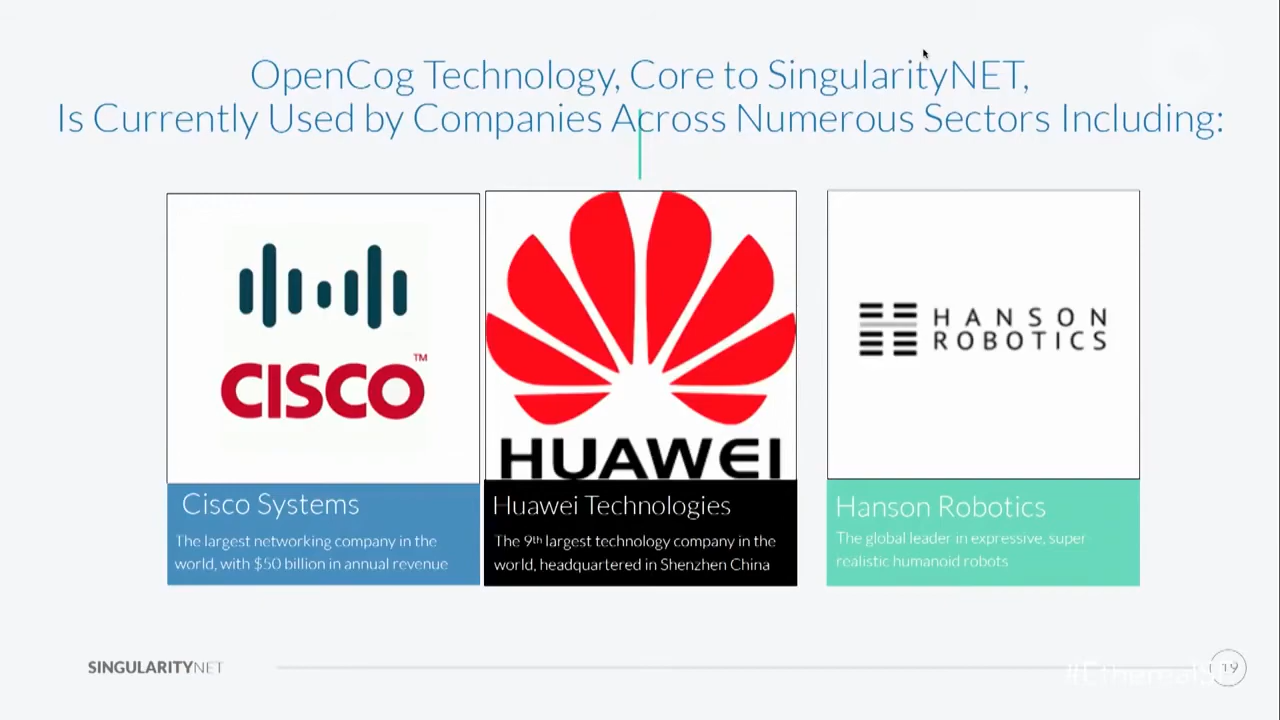 OpenCog Technology, Core to SingularityNET,
Is Currently Used by Companies Across Numerous Sectors Including:
CISCO™
HUAWEI
HANSON
ROBOTICS
Cisco Systems
The largest networking company in the
world, with $50 billion in annual revenue
Huawei Technologies
The 9th largest technology company in the
world, headquartered in Shenzhen China
Hanson Robotics
The global leader in expressive, super
realistic humanoid robots
SINGULARITYNET
19